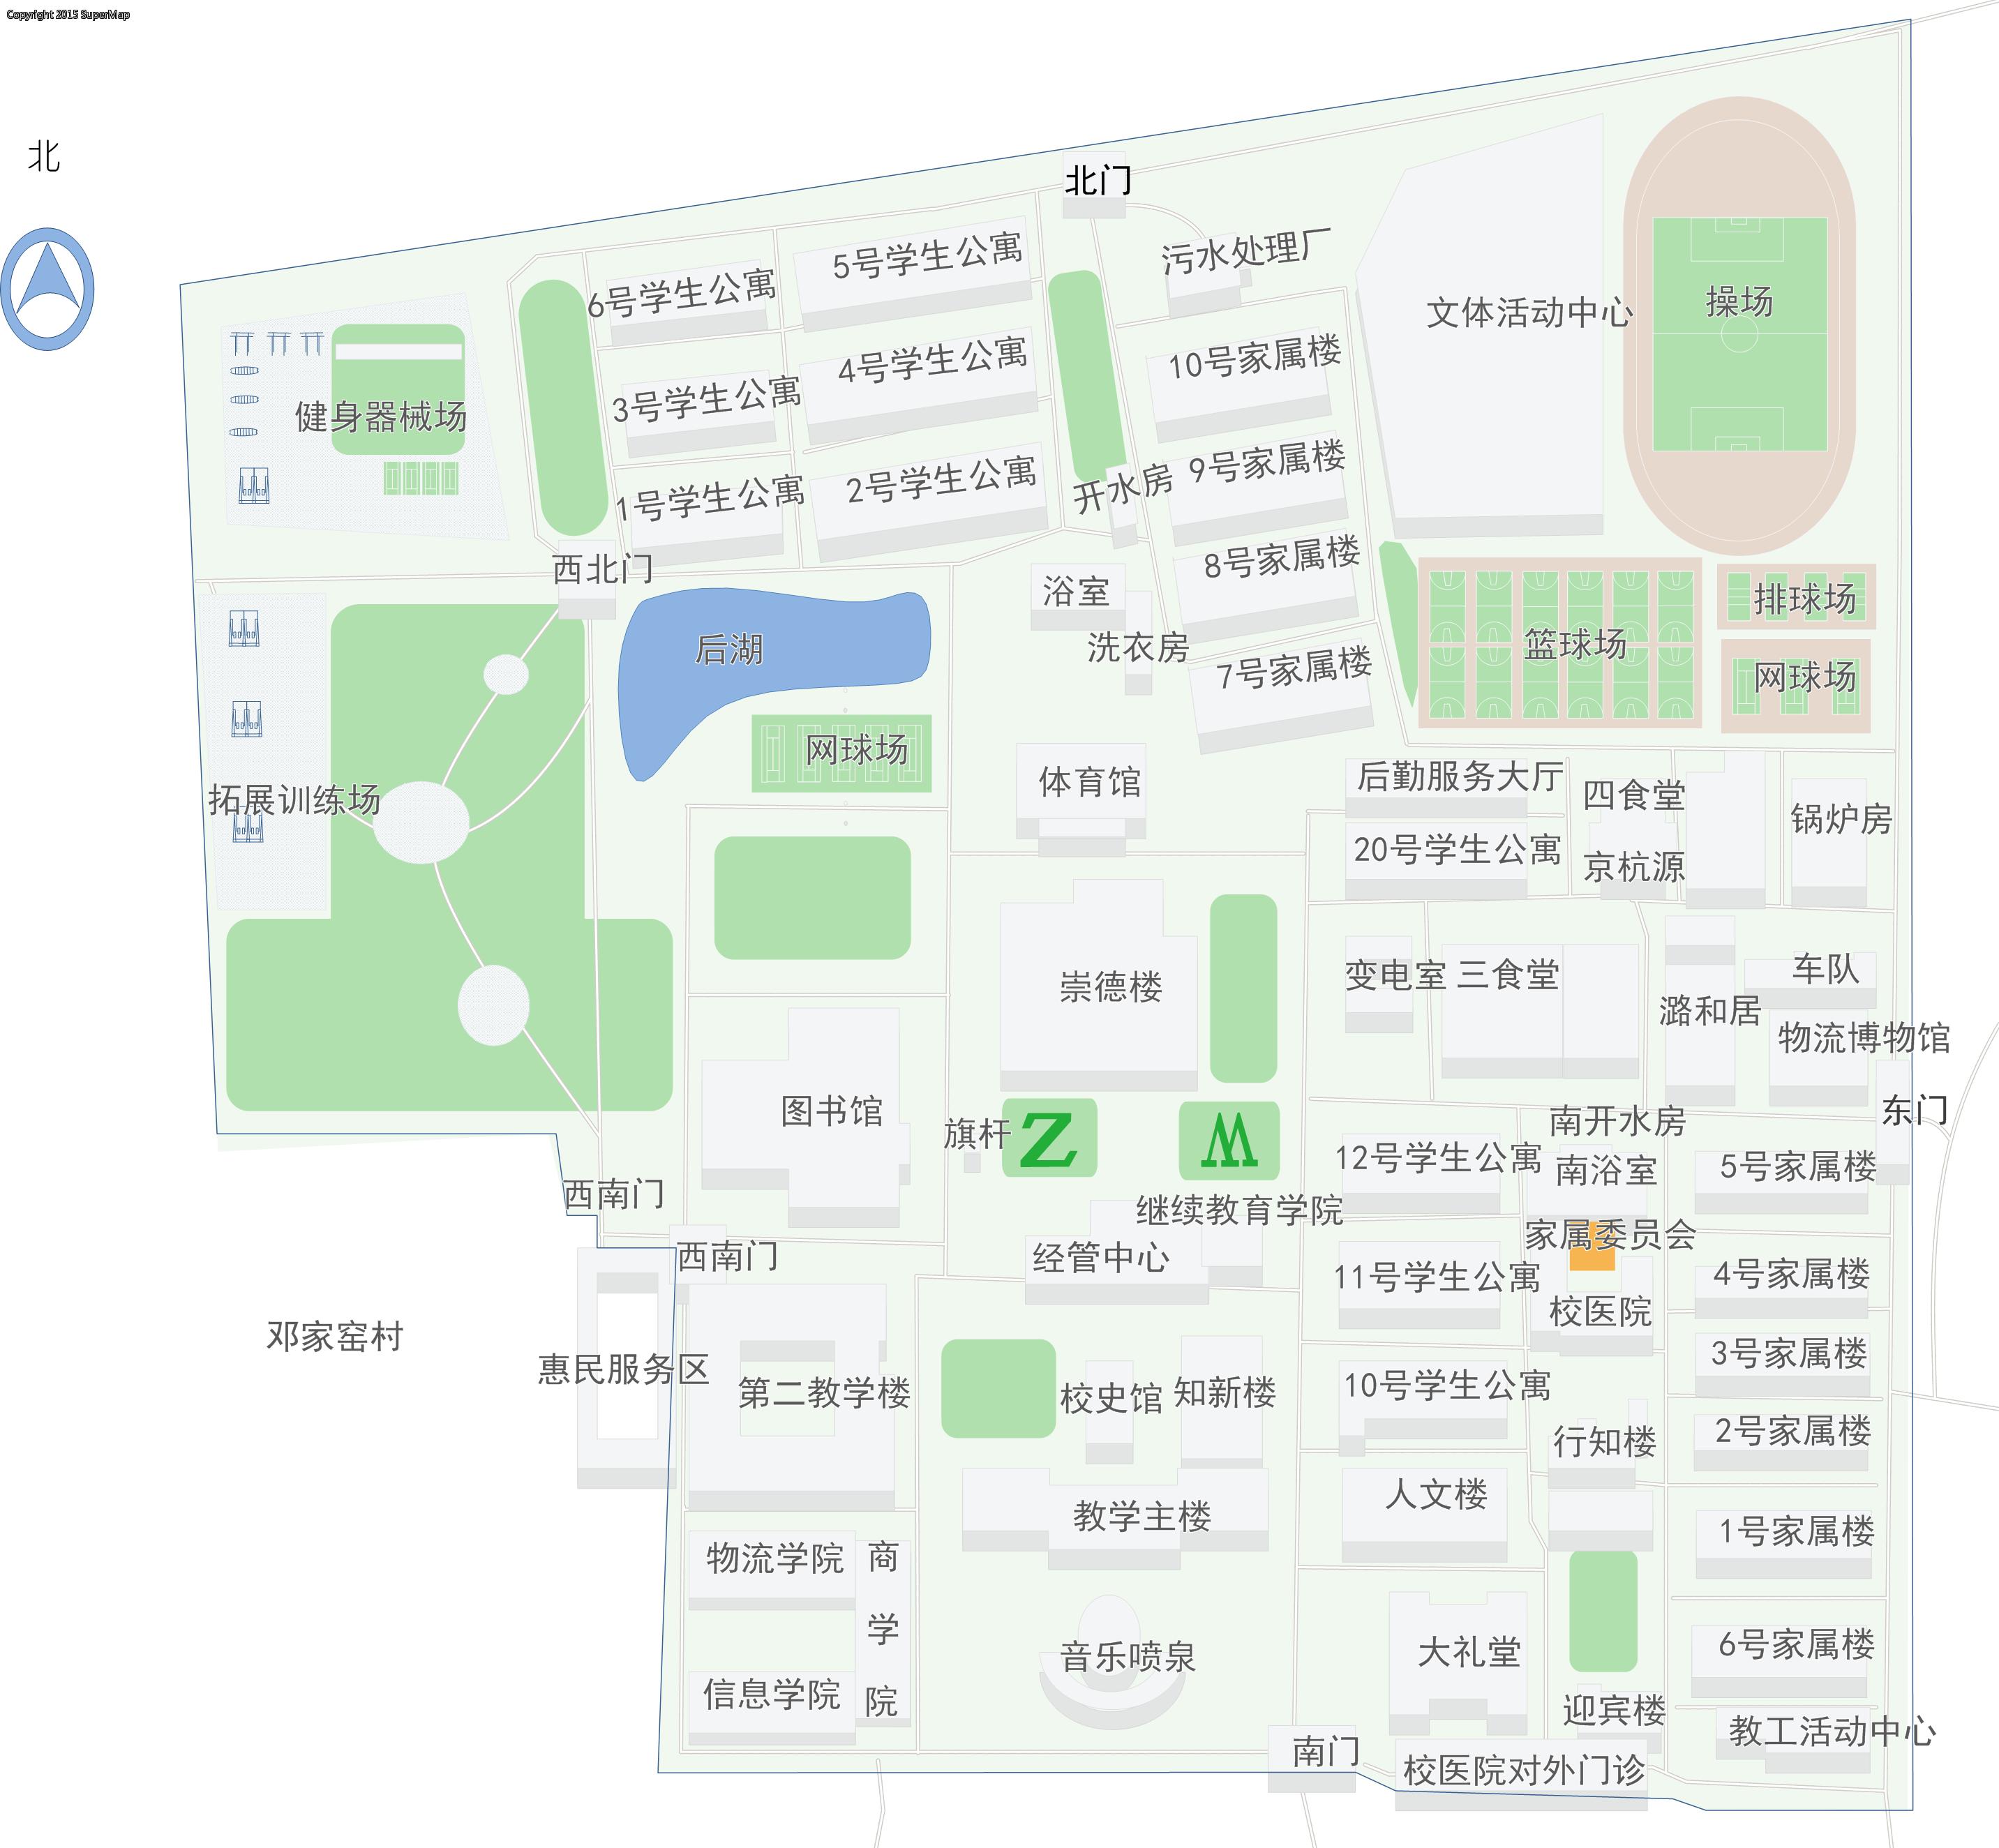 Copyright 2015 SuperMap
北
北门
污水处理厂
5号学生公寓
6号学生公寓
文体活动中心
操场
4号学生公寓
10号家属楼
3号学生公寓
健身器械场
9号家属楼
2号学生公寓
开水房
1号学生公寓
8号家属楼
西北门
浴室
排球场
后湖
洗衣房
篮球场
7号家属楼
网球场
网球场
体育馆
后勤服务大厅
四食堂
拓展训练场
锅炉房
20号学生公寓
京杭源
崇德楼
变电室
三食堂
车队
潞和居
物流博物馆
图书馆
旗杆
Z
M
南开水房
东门
12号学生公寓
南浴室
5号家属楼
西南门
继续教育学院
家属委员会
西南门
经管中心
11号学生公寓
4号家属楼
校医院
邓家窑村
惠民服务区
第二教学楼
校史馆
知新楼
10号学生公寓
3号家属楼
行知楼
2号家属楼
人文楼
教学主楼
1号家属楼
物流学院
商学院
音乐喷泉
大礼堂
6号家属楼
信息学院
迎宾楼
教工活动中心
南门
校医院对外门诊